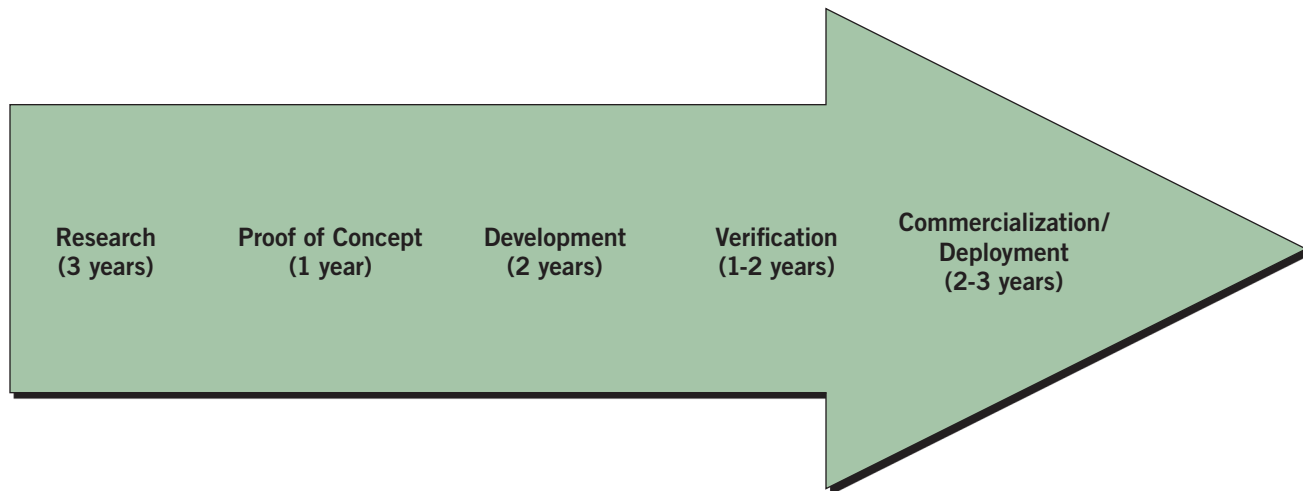 Research
(3 years)
Proof of Concept
(1 year)
Development
(2 years)
Verification
(1-2 years)
Commercialization/
Deployment
(2-3 years)